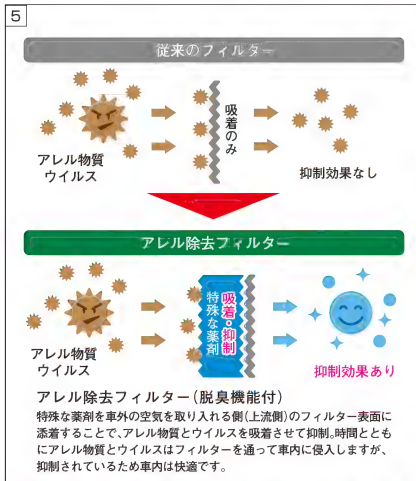 5
従来のフィルター
吸着のみ
アレル物質
ウイルス
抑制効果なし
アレル除去フィルター
吸着・抑制
特殊な薬剤
アレル物質
ウイルス
抑制効果あり
アレル除去フィルター(脱臭機能付)
特殊な薬剤を車外の空気を取り入れる側(上流側)のフィルター表面に
添着することで、アレル物質とウイルスを吸着させて抑制。時間ととも
にアレル物質とウイルスはフィルターを通って車内に侵入しますが、
抑制されているため車内は快適です。